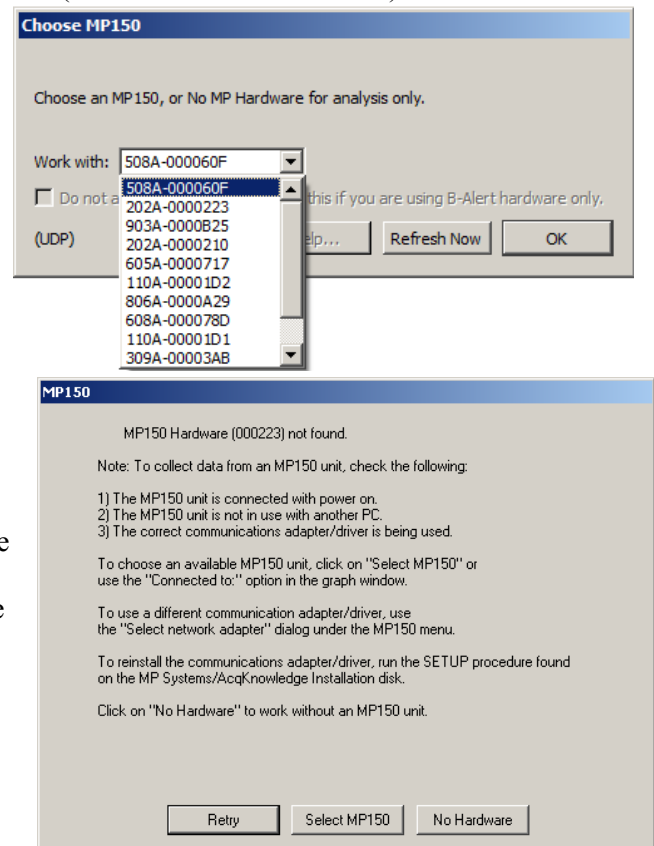 Choose MP150
Choose an MP150, or No MP Hardware for analysis only.
Work with: 508A-000060F
508A-000060F
Do not a this if you are using B-Alert hardware only.
202A-0000223
903A-0000B25
(UDP) elp... Refresh Now OK
202A-0000210
605A-0000717
110A-00001D2
806A-0000A29
608A-000078D
110A-00001D1
309A-00003AB
MP150
MP150 Hardware (000223) not found.
Note: To collect data from an MP150 unit, check the following:
1) The MP150 unit is connected with power on.
2) The MP150 unit is not in use with another PC.
3) The correct communications adapter/driver is being used.
e
To choose an available MP150 unit, click on "Select MP150" or
use the "Connected to:" option in the graph window.
e
To use a different communication adapter/driver, use
the "Select network adapter" dialog under the MP150 menu.
To reinstall the communications adapter/driver, run the SETUP procedure found
on the MP Systems/AcqKnowledge Installation disk.
Click on "No Hardware" to work without an MP150 unit.
Retry Select MP150 No Hardware